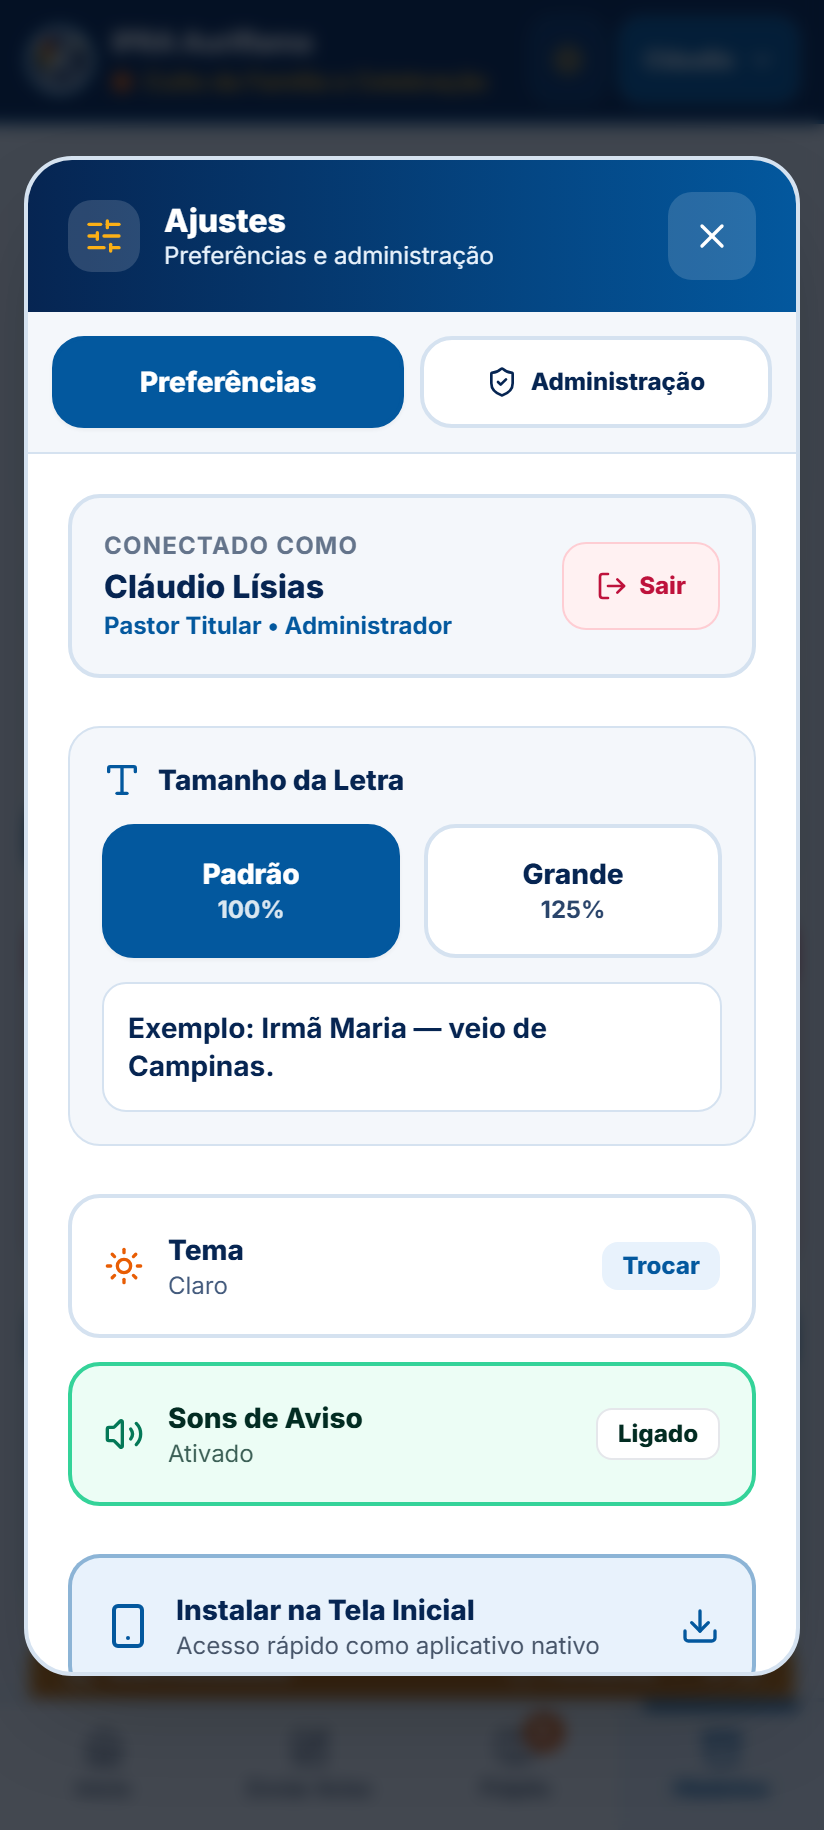 Ajustes
Preferências e administração
Preferências
Administração
CONECTADO COMO
Cláudio Lísias
Pastor Titular • Administrador
Sair
Tamanho da Letra
Padrão
100%
Grande
125%
Exemplo: Irmã Maria — veio de
Campinas.
Tema
Claro
Trocar
Sons de Aviso
Ativado
Ligado
Instalar na Tela Inicial
Acesso rápido como aplicativo nativo